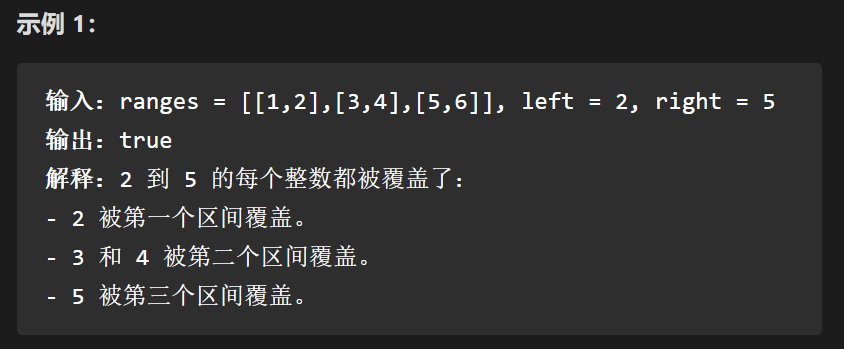 示例 1：
输入：ranges = [[1,2],[3,4],[5,6]], left = 2, right = 5
输出：true
解释：2 到 5 的每个整数都被覆盖了：
- 2 被第一个区间覆盖。
- 3 和 4 被第二个区间覆盖。
- 5 被第三个区间覆盖。